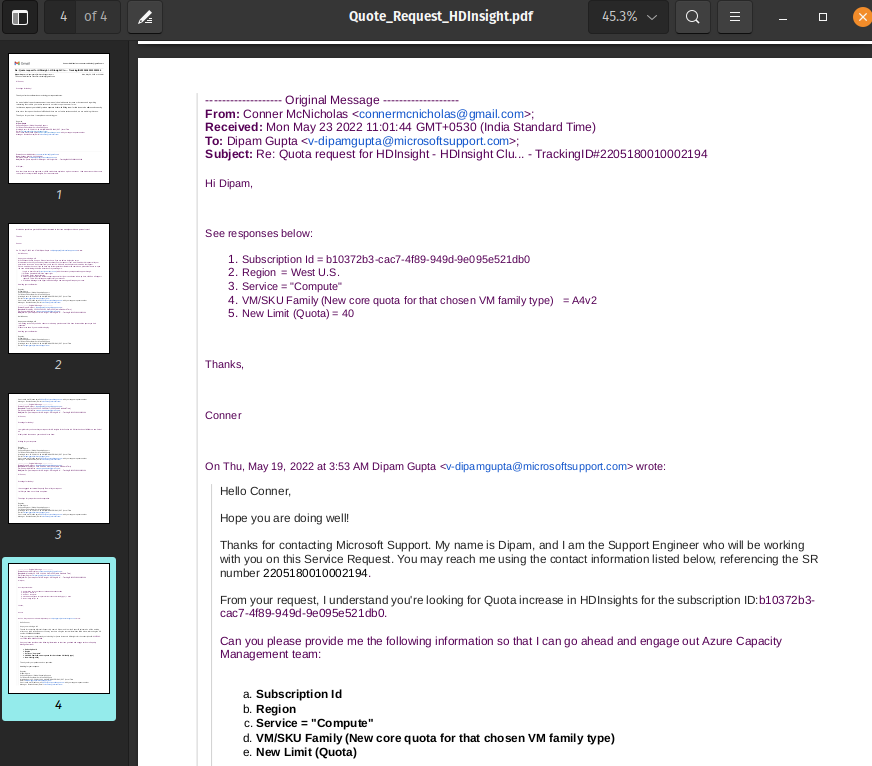 4 of 4
Quote_Request_HDInsight.pdf
45.3%
1
2
3
4
------------------- Original Message -------------------
From: Conner McNicholas <connermcnicholas@gmail.com>;
Received: Mon May 23 2022 11:01:44 GMT+0530 (India Standard Time)
To: Dipam Gupta <v-dipamgupta@microsoftsupport.com>;
Subject: Re: Quota request for HDInsight - HDInsight Clu... - TrackingID#2205180010002194
Hi Dipam,
See responses below:
1. Subscription Id = b10372b3-cac7-4f89-949d-9e095e521db0
2. Region = West U.S.
3. Service = "Compute"
4. VM/SKU Family (New core quota for that chosen VM family type) = A4v2
5. New Limit (Quota) = 40
Thanks,
Conner
On Thu, May 19, 2022 at 3:53 AM Dipam Gupta <v-dipamgupta@microsoftsupport.com> wrote:
Hello Conner,
Hope you are doing well!
Thanks for contacting Microsoft Support. My name is Dipam, and I am the Support Engineer who will be working
with you on this Service Request. You may reach me using the contact information listed below, referencing the SR
number 2205180010002194.
From your request, I understand you're looking for Quota increase in HDInsights for the subscription ID:b10372b3-
cac7-4f89-949d-9e095e521db0.
Can you please provide me the following information so that I can go ahead and engage out Azure Capacity
Management team:
a. Subscription Id
b. Region
c. Service = "Compute"
d. VM/SKU Family (New core quota for that chosen VM family type)
e. New Limit (Quota)